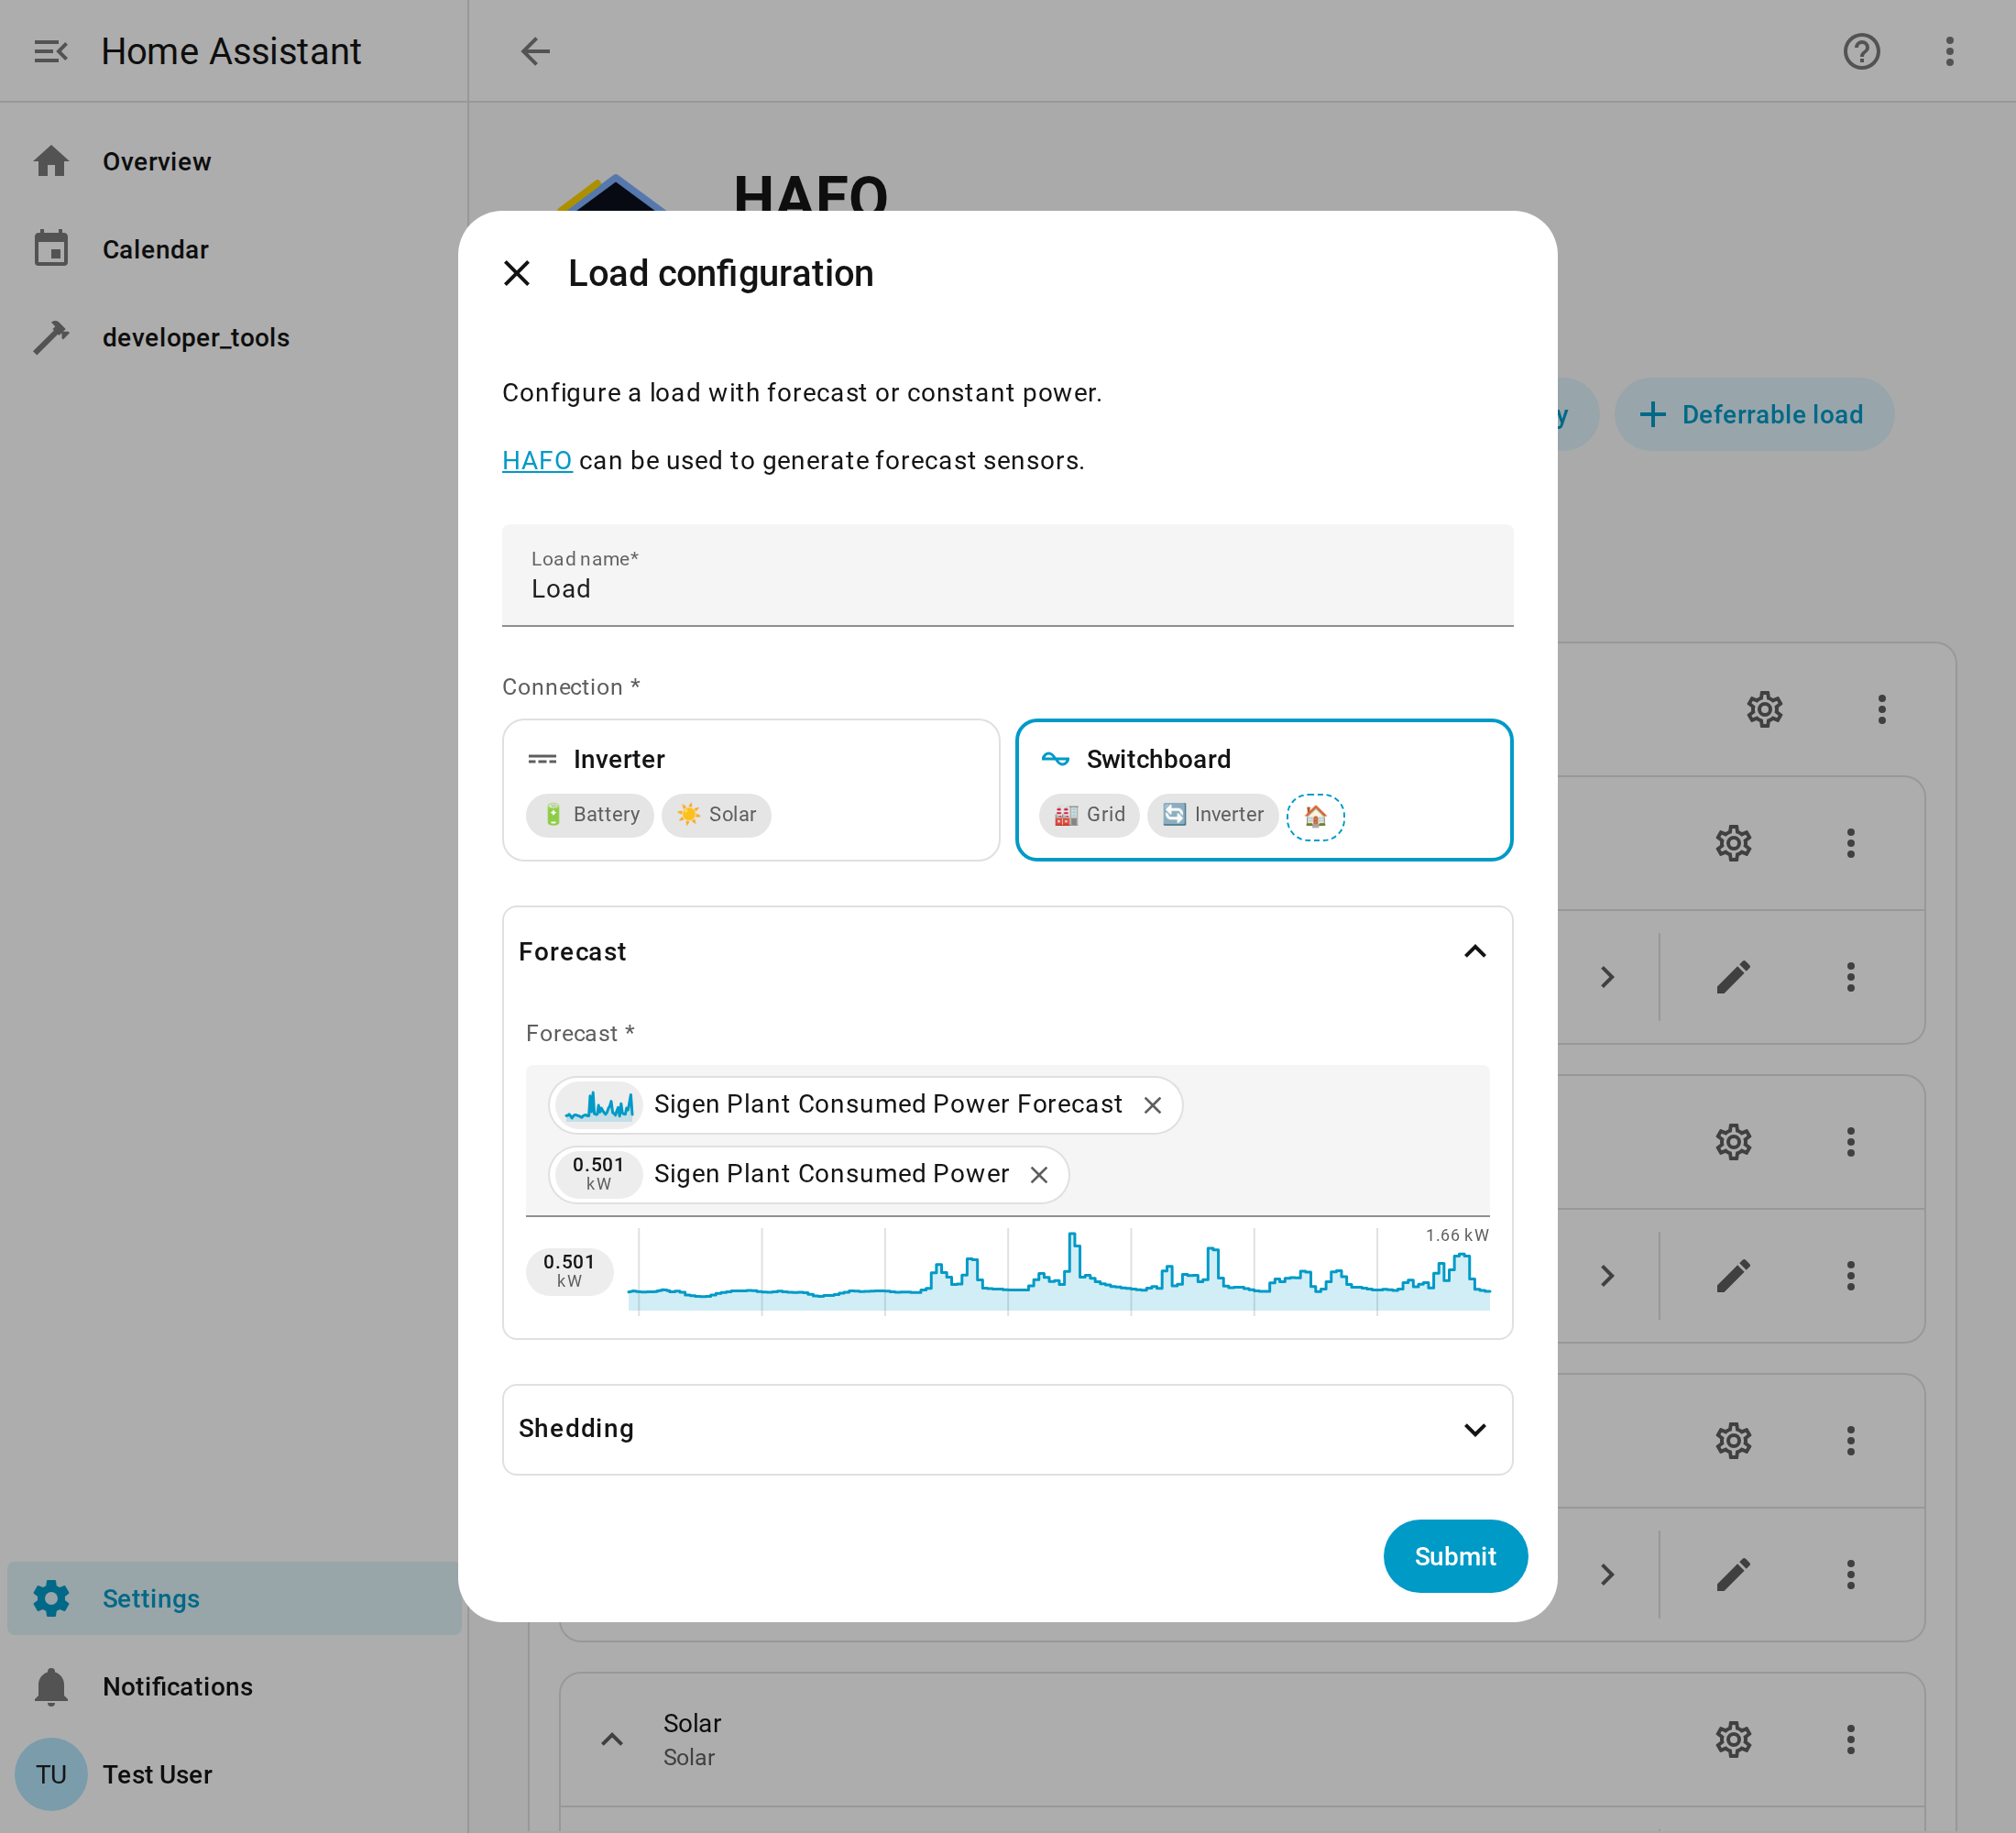 Home Assistant
Overview
Calendar
developer_tools
Deferrable load
Load configuration
Configure a load with forecast or constant power.
HAFO can be used to generate forecast sensors.
Load name*
Load
Connection *
Inverter
Battery
Solar
Switchboard
Grid
Inverter
Forecast
Forecast *
Sigen Plant Consumed Power Forecast
0.501
kW
Sigen Plant Consumed Power
1.66 kW
0.501
kW
Shedding
Submit
Solar
Solar
Settings
Notifications
TU
Test User